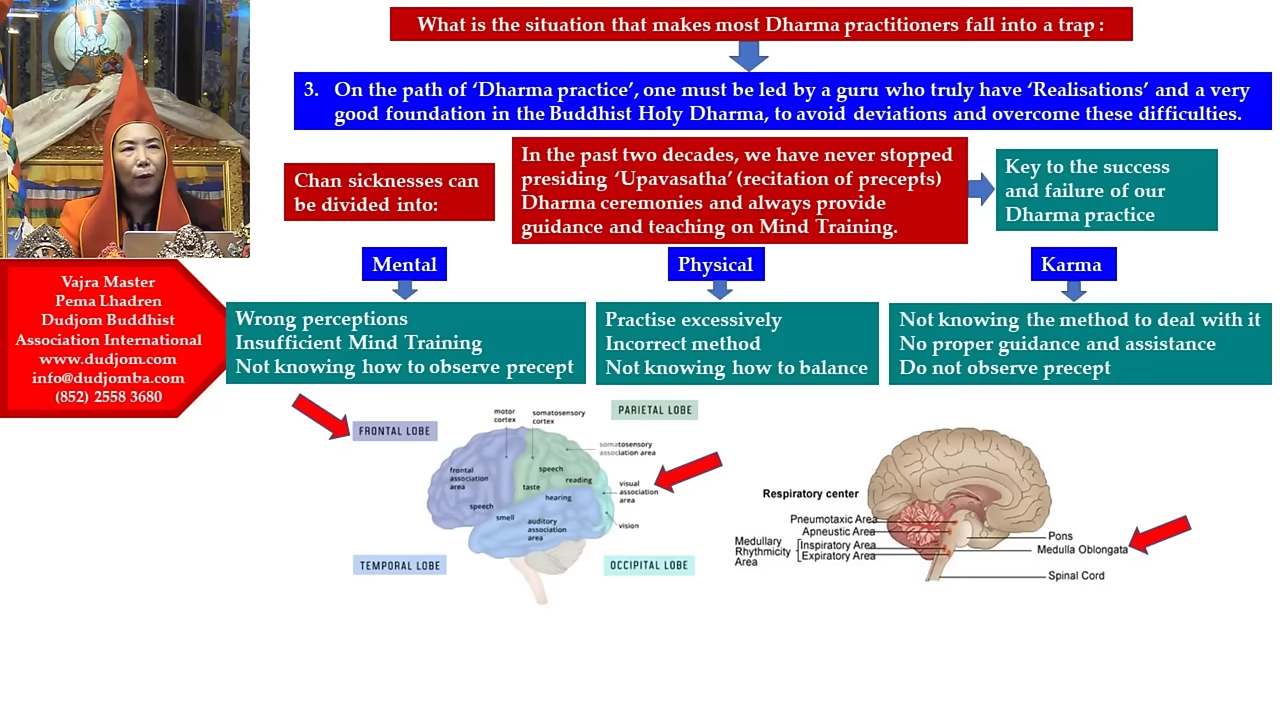 What is the situation that makes most Dharma practitioners fall into a trap :
3. On the path of ‘Dharma practice’, one must be led by a guru who truly have ‘Realisations’ and a very
good foundation in the Buddhist Holy Dharma, to avoid deviations and overcome these difficulties.
Chan sicknesses can
be divided into:
In the past two decades, we have never stopped
presiding ‘Upavasatha’ (recitation of precepts)
Dharma ceremonies and always provide
guidance and teaching on Mind Training.
Key to the success
and failure of our
Dharma practice
Vajra Master
Pema Lhadren
Dudjom Buddhist
Association International
www.dudjom.com
info@dudjomba.com
(852) 2558 3680
Mental
Wrong perceptions
Insufficient Mind Training
Not knowing how to observe precept
Physical
Practise excessively
Incorrect method
Not knowing how to balance
Karma
Not knowing the method to deal with it
No proper guidance and assistance
Do not observe precept
FRONTAL LOBE
motor
cortex
somatosensory
cortex
PARIETAL LOBE
somatosensory
association area
frontal
association
area
speech
reading
taste
hearing
visual
association
area
speech
smell
auditory
association
area
vision
TEMPORAL LOBE
OCCIPITAL LOBE
Respiratory center
Pneumotaxic Area
Apneustic Area
Medullary
Rhythmicity
Area
Inspiratory Area
Expiratory Area
Pons
Medulla Oblongata
Spinal Cord